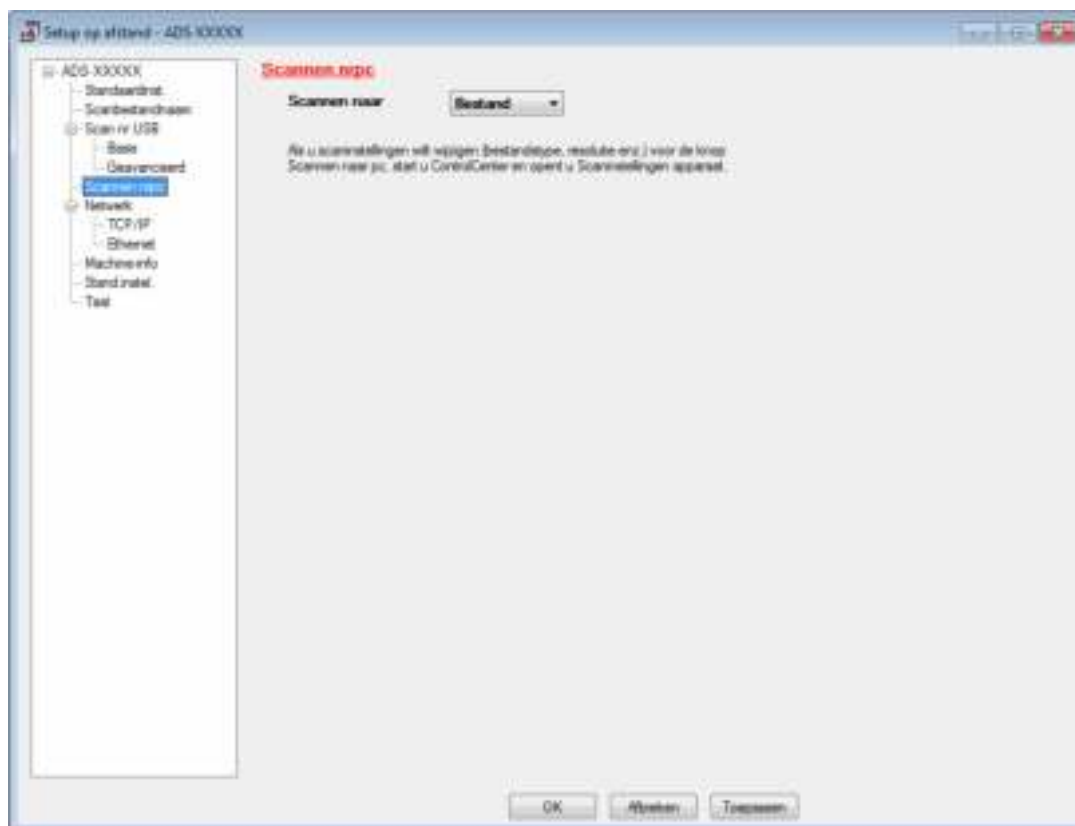 Setup op afstand - ADS-XXXXX
ADS-XXXXX
Standaardinst.
Scanbestandnaam
Scan nr USB
Basis
Geavanceerd
Scannen nrpc
Netwerk
TCP/IP
Ethernet
Machine-info
Stand.instel.
Taal
Scannen nrpc
Scannen naar
Bestand
Als u scaninstellingen wilt wijzigen (bestandstype, resolutie enz.) voor de knop
Scannen naar pc, start u ControlCenter en opent u Scaninstellingen apparaat.
OK
Afbreken
Toepassen